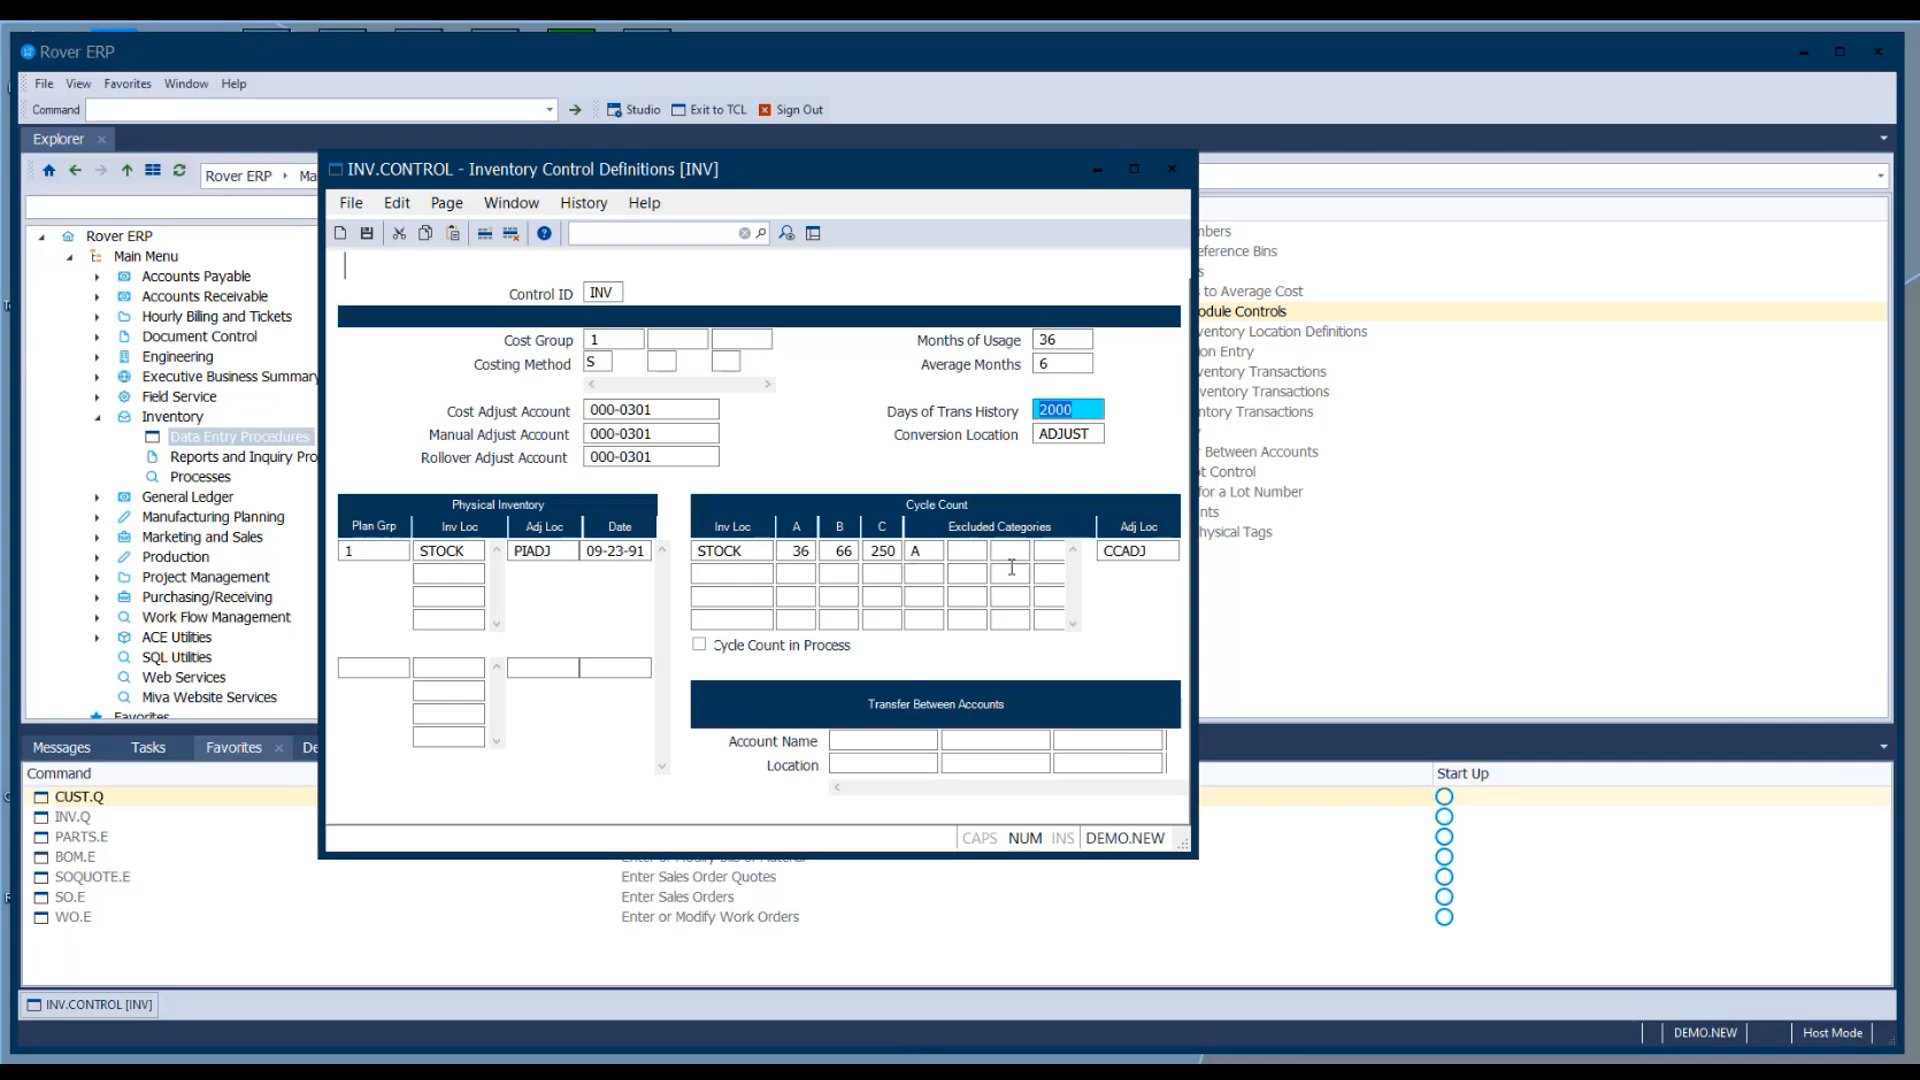 Rover ERP
File View Favorites Window Help
Command Studio Exit to TCL Sign Out
Explorer
Rover ERP Ma
Rover ERP
Main Menu
Accounts Payable
Accounts Receivable
Hourly Billing and Tickets
Document Control
Engineering
Executive Business Summary
Field Service
Inventory
Data Entry Procedures
Reports and Inquiry Pro
Processes
General Ledger
Manufacturing Planning
Marketing and Sales
Production
Project Management
Purchasing/Receiving
Work Flow Management
ACE Utilities
SQL Utilities
Web Services
Miva Website Services
Favorites
INV.CONTROL - Inventory Control Definitions [INV]
File Edit Page Window History Help
Control ID INV
Cost Group 1 Months of Usage 36
Costing Method S Average Months 6
Cost Adjust Account 000-0301 Days of Trans History 2000
Manual Adjust Account 000-0301 Conversion Location ADJUST
Rollover Adjust Account 000-0301
Physical Inventory Cycle Count
Plan Grp Inv Loc Adj Loc Date Inv Loc A B C Excluded Categories Adj Loc
1 STOCK PIADJ 09-23-91 STOCK 36 66 250 A CCADJ
Cycle Count in Process
Transfer Between Accounts
Account Name
Location
CAPS NUM INS DEMO.NEW
nbers
eference Bins
s
to Average Cost
odule Controls
ventory Location Definitions
on Entry
ventory Transactions
ventory Transactions
ntory Transactions
Between Accounts
ot Control
for a Lot Number
nts
hysical Tags
Messages Tasks Favorites De
Command Start Up
CUST.Q
INV.Q
PARTS.E
BOM.E
SOQUOTE.E Enter Sales Order Quotes
SO.E Enter Sales Orders
WO.E Enter or Modify Work Orders
INV.CONTROL [INV]
DEMO.NEW Host Mode